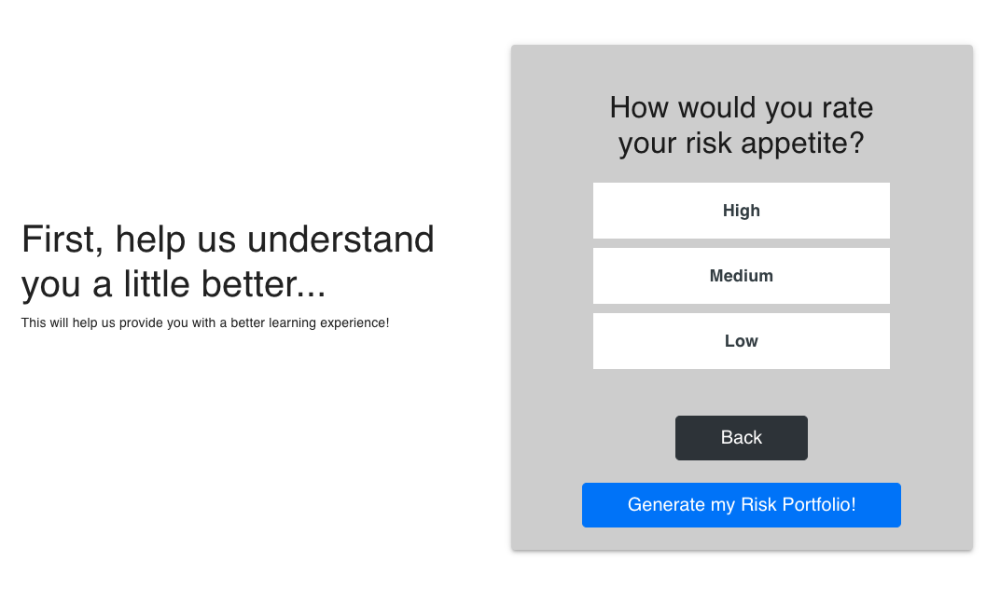 First, help us understand
you a little better...
This will help us provide you with a better learning experience!
How would you rate
your risk appetite?
High
Medium
Low
Back
Generate my Risk Portfolio!